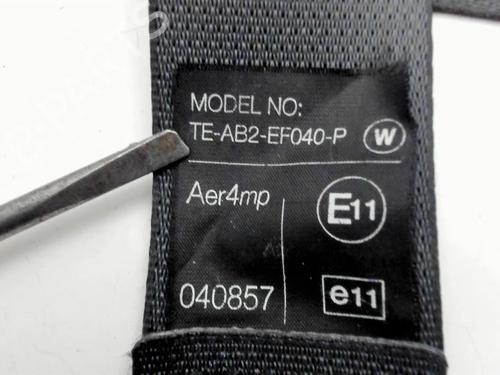 MODEL NO:
TE-AB2-EF040-P W
Aer4mp E11
040857 e11